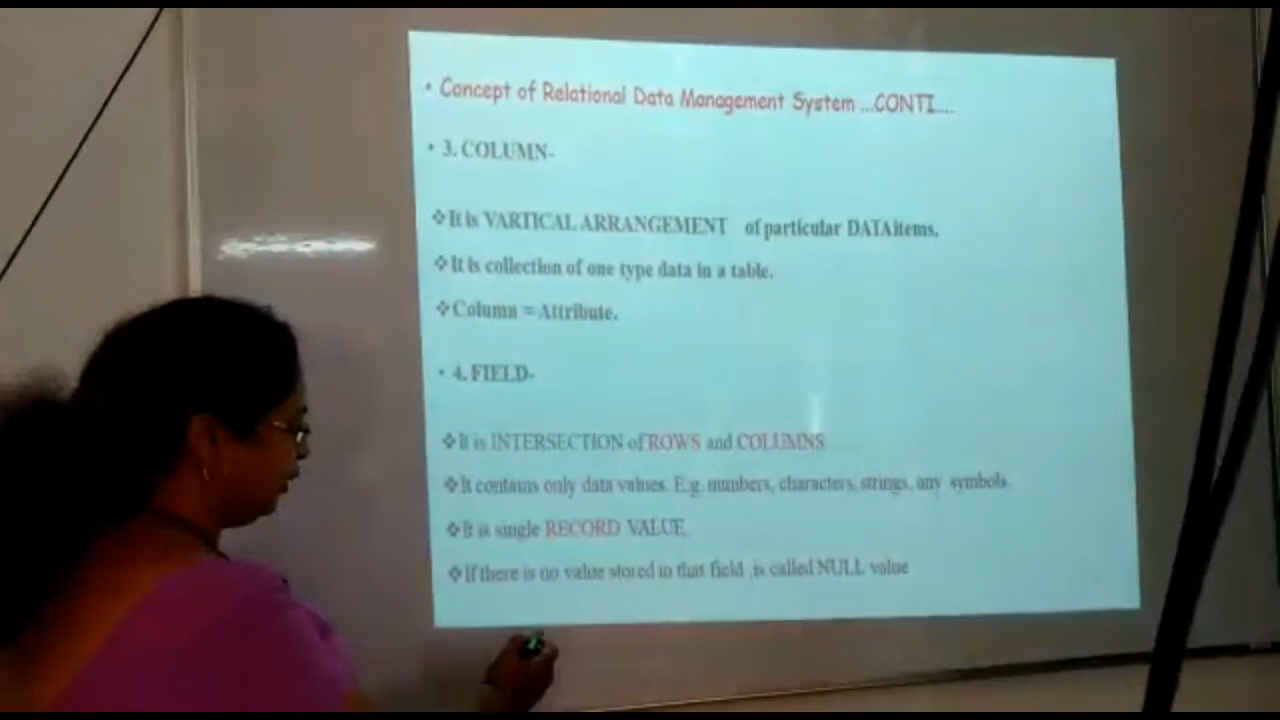 • Concept of Relational Data Management System ...CONTI....
• 3. COLUMN-
❖It is VARTICAL ARRANGEMENT of particular DATA items.
❖It is collection of one type data in a table.
❖Column = Attribute.
• 4. FIELD-
❖It is INTERSECTION of ROWS and COLUMNS
❖It contains only data values. E.g. numbers, characters, strings, any symbols.
❖It is single RECORD VALUE.
❖If there is no value stored in that field ,is called NULL value